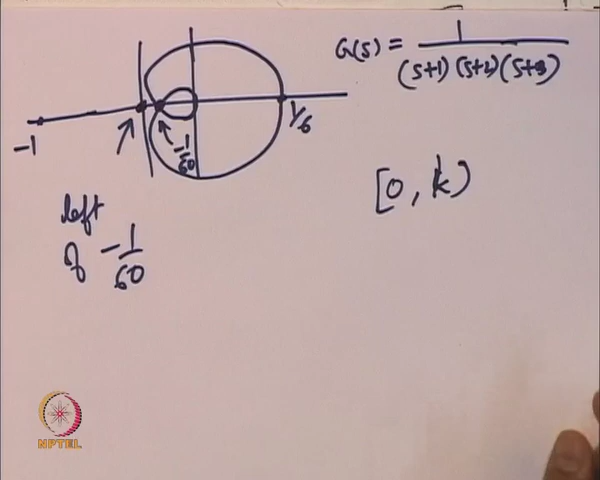 G(s) = 1/((s+1)(s+2)(s+3))
-1
-1/60
1/6
[0, k)
left
of -1/60
NPTEL